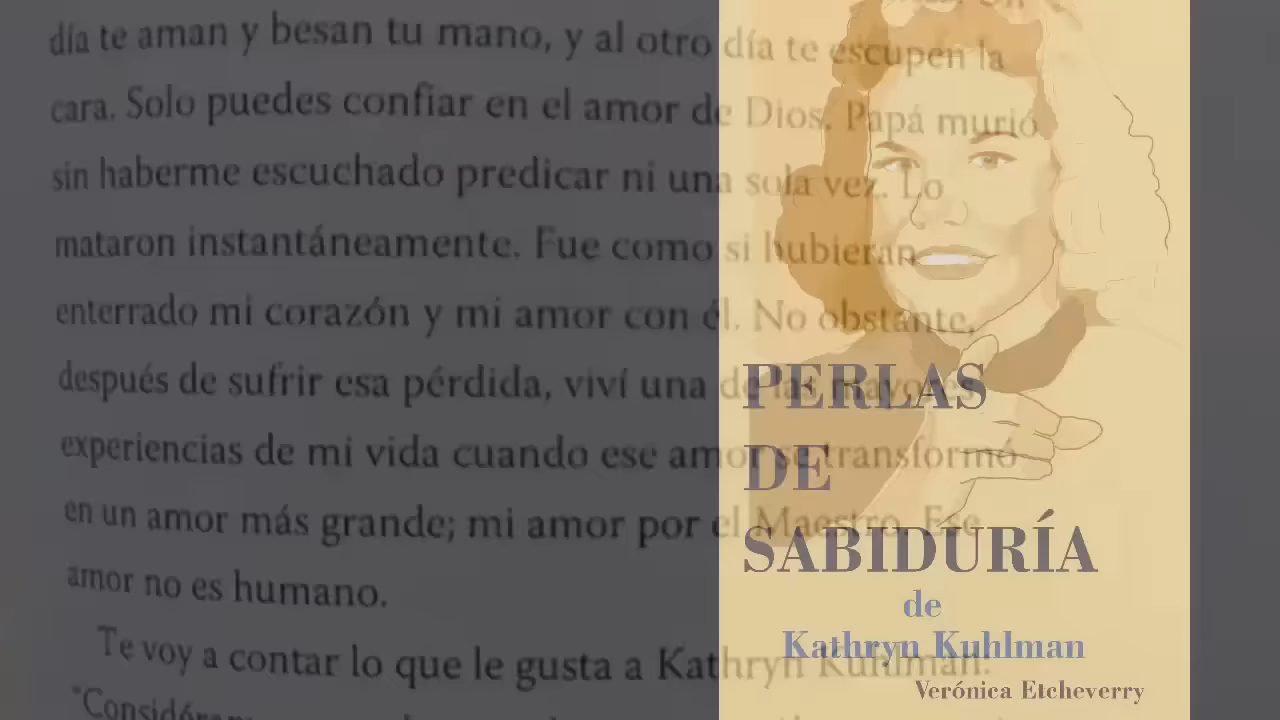 día te aman y besan tu mano, y al otro día te escupen la
cara. Solo puedes confiar en el amor de Dios. Papá murió
sin haberme escuchado predicar ni una sola vez. Lo
mataron instantáneamente. Fue como si hubieran
enterrado mi corazón y mi amor con él. No obstante,
después de sufrir esa pérdida, viví una de las mayores
experiencias de mi vida cuando ese amor se transformó
en un amor más grande; mi amor por el Maestro. Ese
amor no es humano.
Te voy a contar lo que le gusta a Kathryn Kuhlman:
PERLAS
DE
SABIDURÍA
de
Kathryn Kuhlman
Verónica Etcheverry